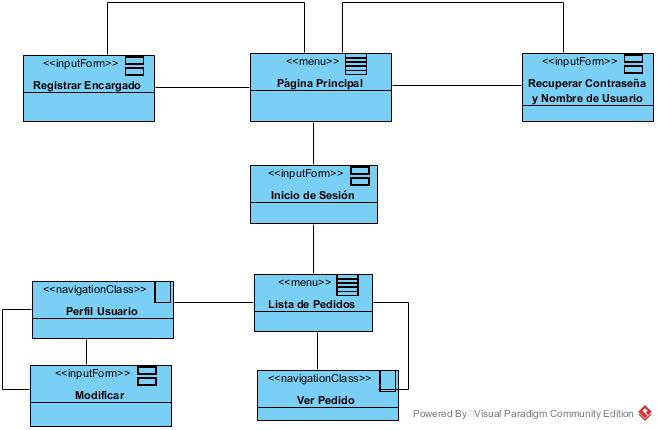 <<inputForm>>
Registrar Encargado
<<menu>>
Página Principal
<<inputForm>>
Recuperar Contraseña
y Nombre de Usuario
<<inputForm>>
Inicio de Sesión
<<navigationClass>>
Perfil Usuario
<<menu>>
Lista de Pedidos
<<inputForm>>
Modificar
<<navigationClass>>
Ver Pedido
Powered By Visual Paradigm Community Edition